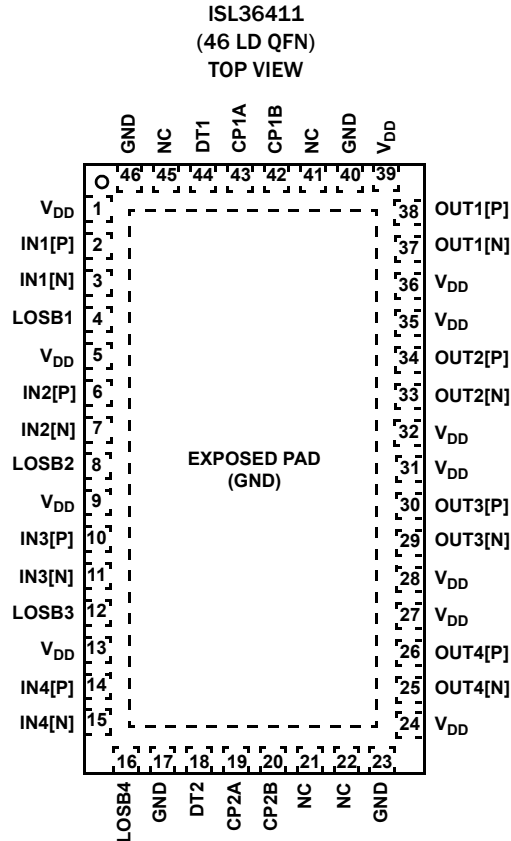 ISL36411
(46 LD QFN)
TOP VIEW
GND
NC
DT1
CP1A
CP1B
NC
GND
VDD
46 45 44 43 42 41 40 39
VDD 1
IN1[P] 2
IN1[N] 3
LOSB1 4
VDD 5
IN2[P] 6
IN2[N] 7
LOSB2 8
VDD 9
IN3[P] 10
IN3[N] 11
LOSB3 12
VDD 13
IN4[P] 14
IN4[N] 15
EXPOSED PAD
(GND)
38 OUT1[P]
37 OUT1[N]
36 VDD
35 VDD
34 OUT2[P]
33 OUT2[N]
32 VDD
31 VDD
30 OUT3[P]
29 OUT3[N]
28 VDD
27 VDD
26 OUT4[P]
25 OUT4[N]
24 VDD
16 17 18 19 20 21 22 23
LOSB4
GND
DT2
CP2A
CP2B
NC
NC
GND